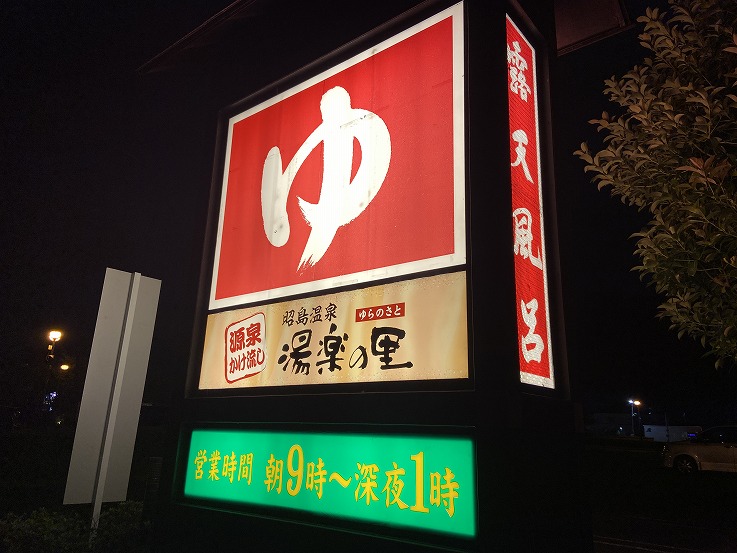 ゆ
源泉
かけ流し
昭島温泉
ゆらのさと
湯楽の里
営業時間 朝9時~深夜1時
露天風呂